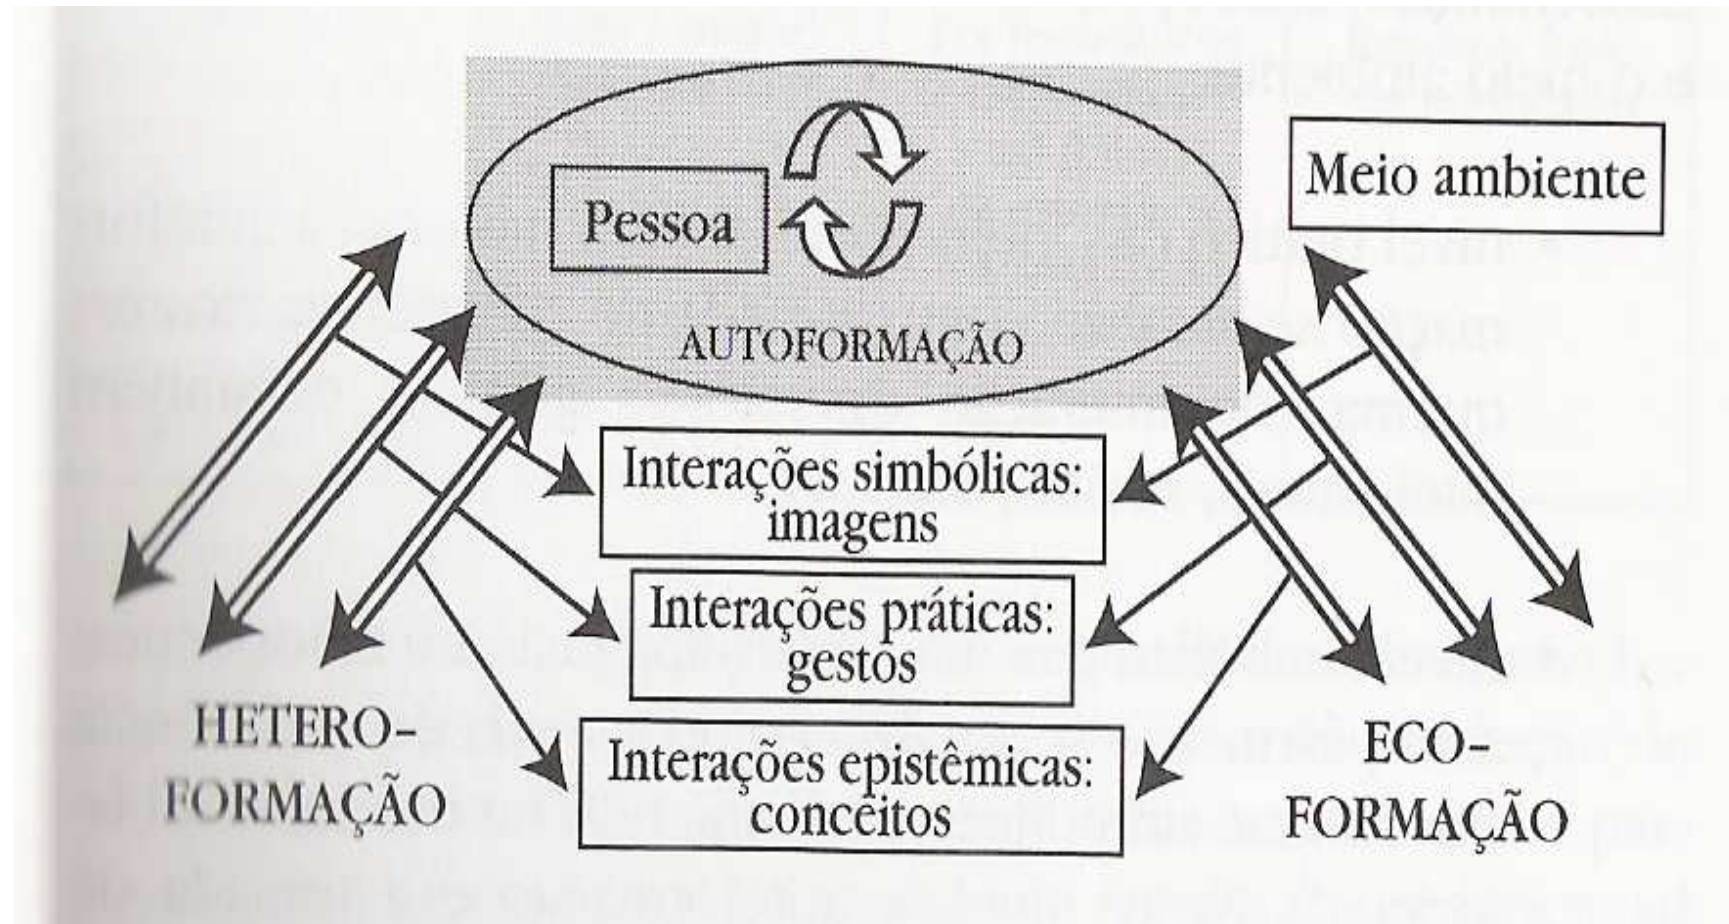 Pessoa
Meio ambiente
AUTOFORMAÇÃO
Interações simbólicas:
imagens
Interações práticas:
gestos
Interações epistêmicas:
conceitos
HETERO-
FORMAÇÃO
ECO-
FORMAÇÃO